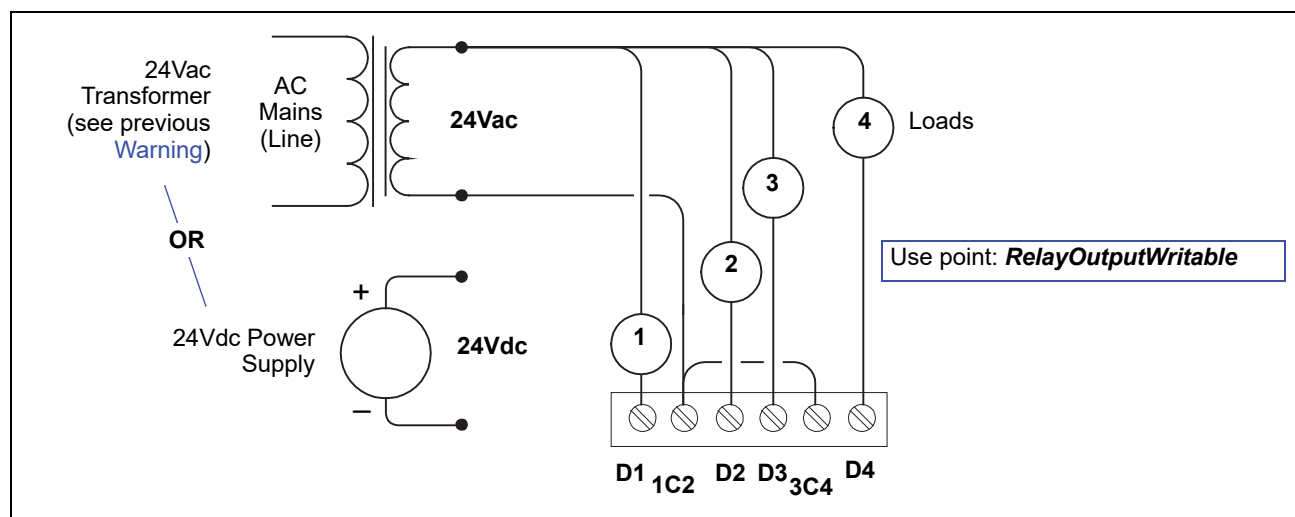 24Vac
Transformer
(see previous
Warning)
AC
Mains
(Line)
24Vac
OR
24Vdc Power
Supply
+
−
24Vdc
1
2
3
4
Loads
Use point: RelayOutputWritable
D1 1C2 D2 D3 3C4 D4